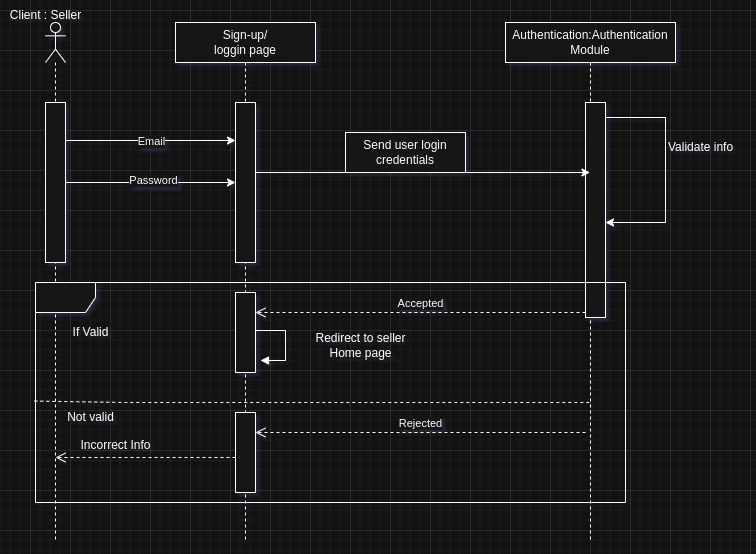 Client : Seller
Sign-up/
loggin page
Authentication:Authentication
Module
Email
Send user login
credentials
Validate info
Password
Accepted
If Valid
Redirect to seller
Home page
Not valid
Rejected
Incorrect Info